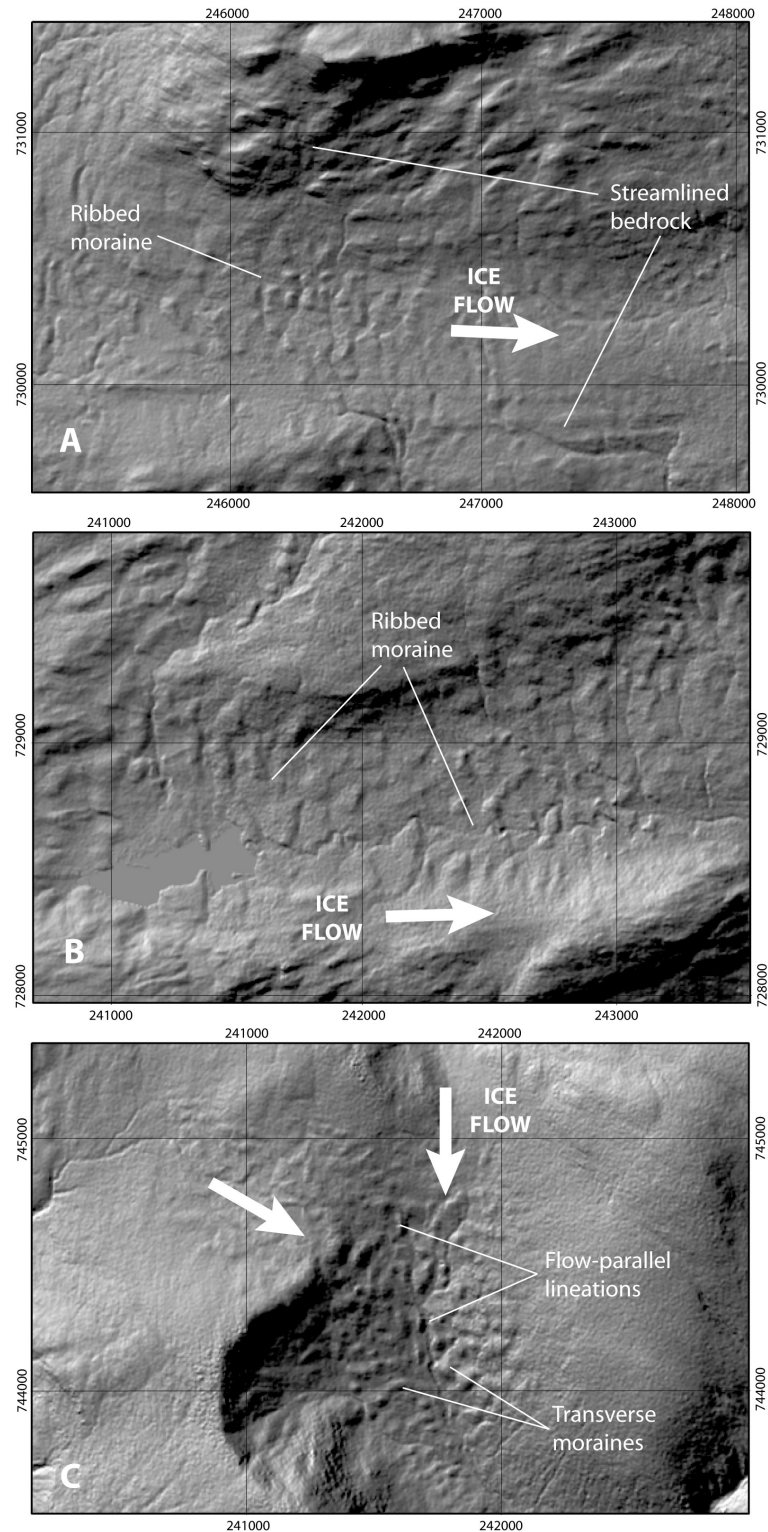 246000 247000 248000
731000 731000
Streamlined
bedrock
Ribbed
moraine
ICE
FLOW
730000 730000
A
246000 247000 248000
241000 242000 243000
Ribbed
moraine
729000 729000
ICE
FLOW
B
728000 728000
241000 242000 243000
241000 242000
ICE
FLOW
745000 745000
Flow-parallel
lineations
744000 744000
Transverse
moraines
C
241000 242000